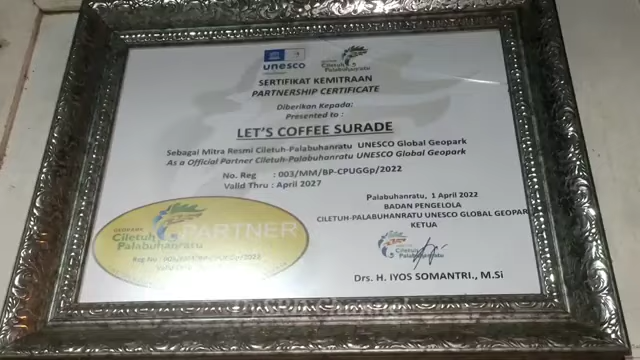 unesco
Ciletuh
Palabuhanratu
SERTIFIKAT KEMITRAAN
PARTNERSHIP CERTIFICATE
Diberikan Kepada:
Presented to :
LET'S COFFEE SURADE
Sebagai Mitra Resmi Ciletuh-Palabuhanratu UNESCO Global Geopark
As a Official Partner Ciletuh-Palabuhanratu UNESCO Global Geopark
No. Reg : 003/MM/BP-CPUGGp/2022
Valid Thru : April 2027
Palabuhanratu, 1 April 2022
BADAN PENGELOLA
CILETUH-PALABUHANRATU UNESCO GLOBAL GEOPAR
KETUA
Ciletuh
Palabuhanratu
Drs. H. IYOS SOMANTRI., M.Si
GEOPARK
Ciletuh
Palabuhanratu
PARTNER